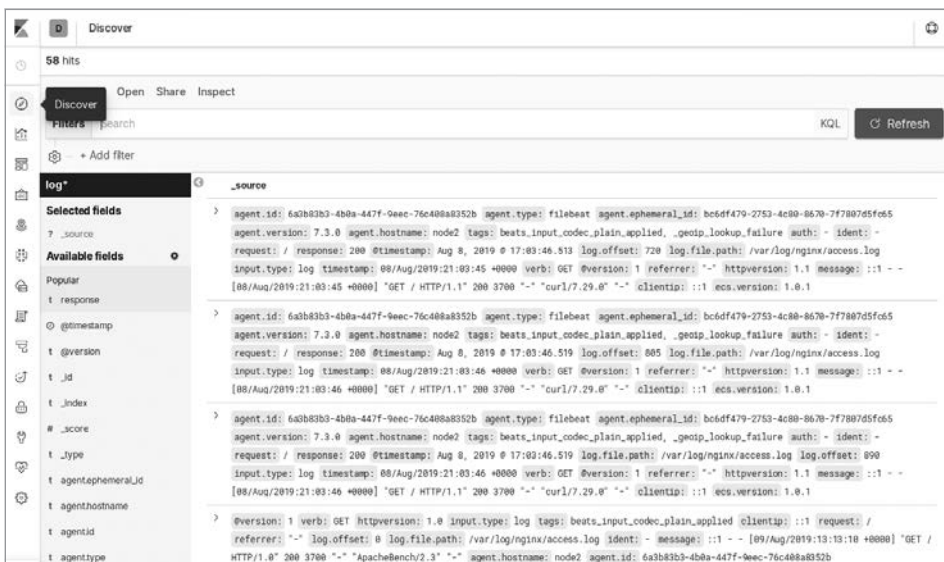 D Discover
58 hits
Open Share Inspect
Discover
Filters Search KQL Refresh
+ Add filter
log*
Selected fields
? _source
Available fields
Popular
t response
@timestamp
t @version
t _id
t _index
# _score
t _type
t agent.ephemeral_id
t agent.hostname
t agent.id
t agent.type
_source
agent.id: 6a3b83b3-4b0a-447f-9eec-76c408a8352b agent.type: filebeat agent.ephemeral_id: bc6df479-2753-4c80-8670-7f7807d5fc65
agent.version: 7.3.0 agent.hostname: node2 tags: beats_input_codec_plain_applied, _geoip_lookup_failure auth: - ident: -
request: / response: 200 @timestamp: Aug 8, 2019 @ 17:03:46.513 log.offset: 720 log.file.path: /var/log/nginx/access.log
input.type: log timestamp: 08/Aug/2019:21:03:45 +0000 verb: GET @version: 1 referrer: "-" httpversion: 1.1 message: ::1 - -
[08/Aug/2019:21:03:45 +0000] "GET / HTTP/1.1" 200 3700 "-" "curl/7.29.0" "-" clientip: ::1 ecs.version: 1.0.1
agent.id: 6a3b83b3-4b0a-447f-9eec-76c408a8352b agent.type: filebeat agent.ephemeral_id: bc6df479-2753-4c80-8670-7f7807d5fc65
agent.version: 7.3.0 agent.hostname: node2 tags: beats_input_codec_plain_applied, _geoip_lookup_failure auth: - ident: -
request: / response: 200 @timestamp: Aug 8, 2019 @ 17:03:46.519 log.offset: 805 log.file.path: /var/log/nginx/access.log
input.type: log timestamp: 08/Aug/2019:21:03:46 +0000 verb: GET @version: 1 referrer: "-" httpversion: 1.1 message: ::1 - -
[08/Aug/2019:21:03:46 +0000] "GET / HTTP/1.1" 200 3700 "-" "curl/7.29.0" "-" clientip: ::1 ecs.version: 1.0.1
agent.id: 6a3b83b3-4b0a-447f-9eec-76c408a8352b agent.type: filebeat agent.ephemeral_id: bc6df479-2753-4c80-8670-7f7807d5fc65
agent.version: 7.3.0 agent.hostname: node2 tags: beats_input_codec_plain_applied, _geoip_lookup_failure auth: - ident: -
request: / response: 200 @timestamp: Aug 8, 2019 @ 17:03:46.519 log.file.path: /var/log/nginx/access.log log.offset: 890
input.type: log timestamp: 08/Aug/2019:21:03:46 +0000 verb: GET @version: 1 referrer: "-" httpversion: 1.1 message: ::1 - -
[08/Aug/2019:21:03:46 +0000] "GET / HTTP/1.1" 200 3700 "-" "curl/7.29.0" "-" clientip: ::1 ecs.version: 1.0.1
@version: 1 verb: GET httpversion: 1.0 input.type: log tags: beats_input_codec_plain_applied clientip: ::1 request: /
referrer: "-" log.offset: 0 log.file.path: /var/log/nginx/access.log ident: - message: ::1 - - [09/Aug/2019:13:13:10 +0000] "GET /
HTTP/1.0" 200 3700 "-" "ApacheBench/2.3" "-" agent.hostname: node2 agent.id: 6a3b83b3-4b0a-447f-9eec-76c408a8352b